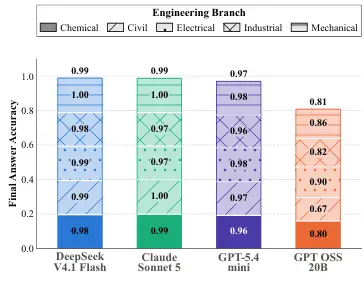 Engineering Branch
Chemical Civil Electrical Industrial Mechanical
Final Answer Accuracy
1.0
0.8
0.6
0.4
0.2
0.0
0.99 0.99 0.97 0.81
1.00 1.00 0.98 0.86
0.98 0.97 0.96 0.82
0.99 0.97 0.98 0.90
0.99 1.00 0.97 0.67
0.98 0.99 0.96 0.80
DeepSeek Claude GPT-5.4 GPT OSS
V4.1 Flash Sonnet 5 mini 20B